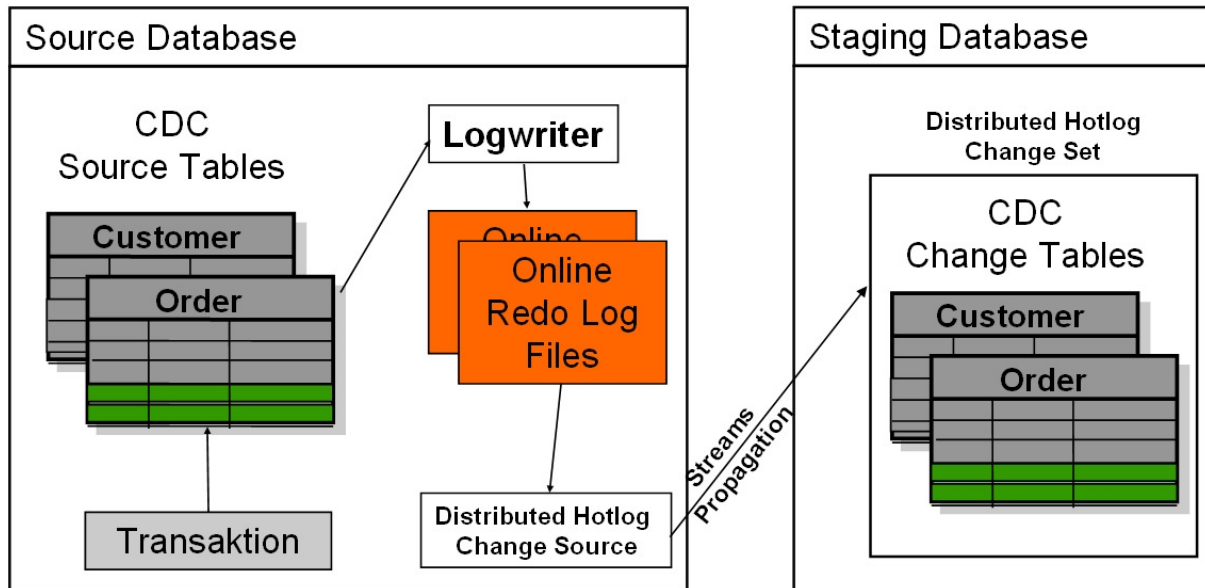 Source Database
CDC
Source Tables
Customer
Order
Transaktion
Logwriter
Online
Online
Redo Log
Files
Distributed Hotlog
Change Source
Streams
Propagation
Staging Database
Distributed Hotlog
Change Set
CDC
Change Tables
Customer
Order